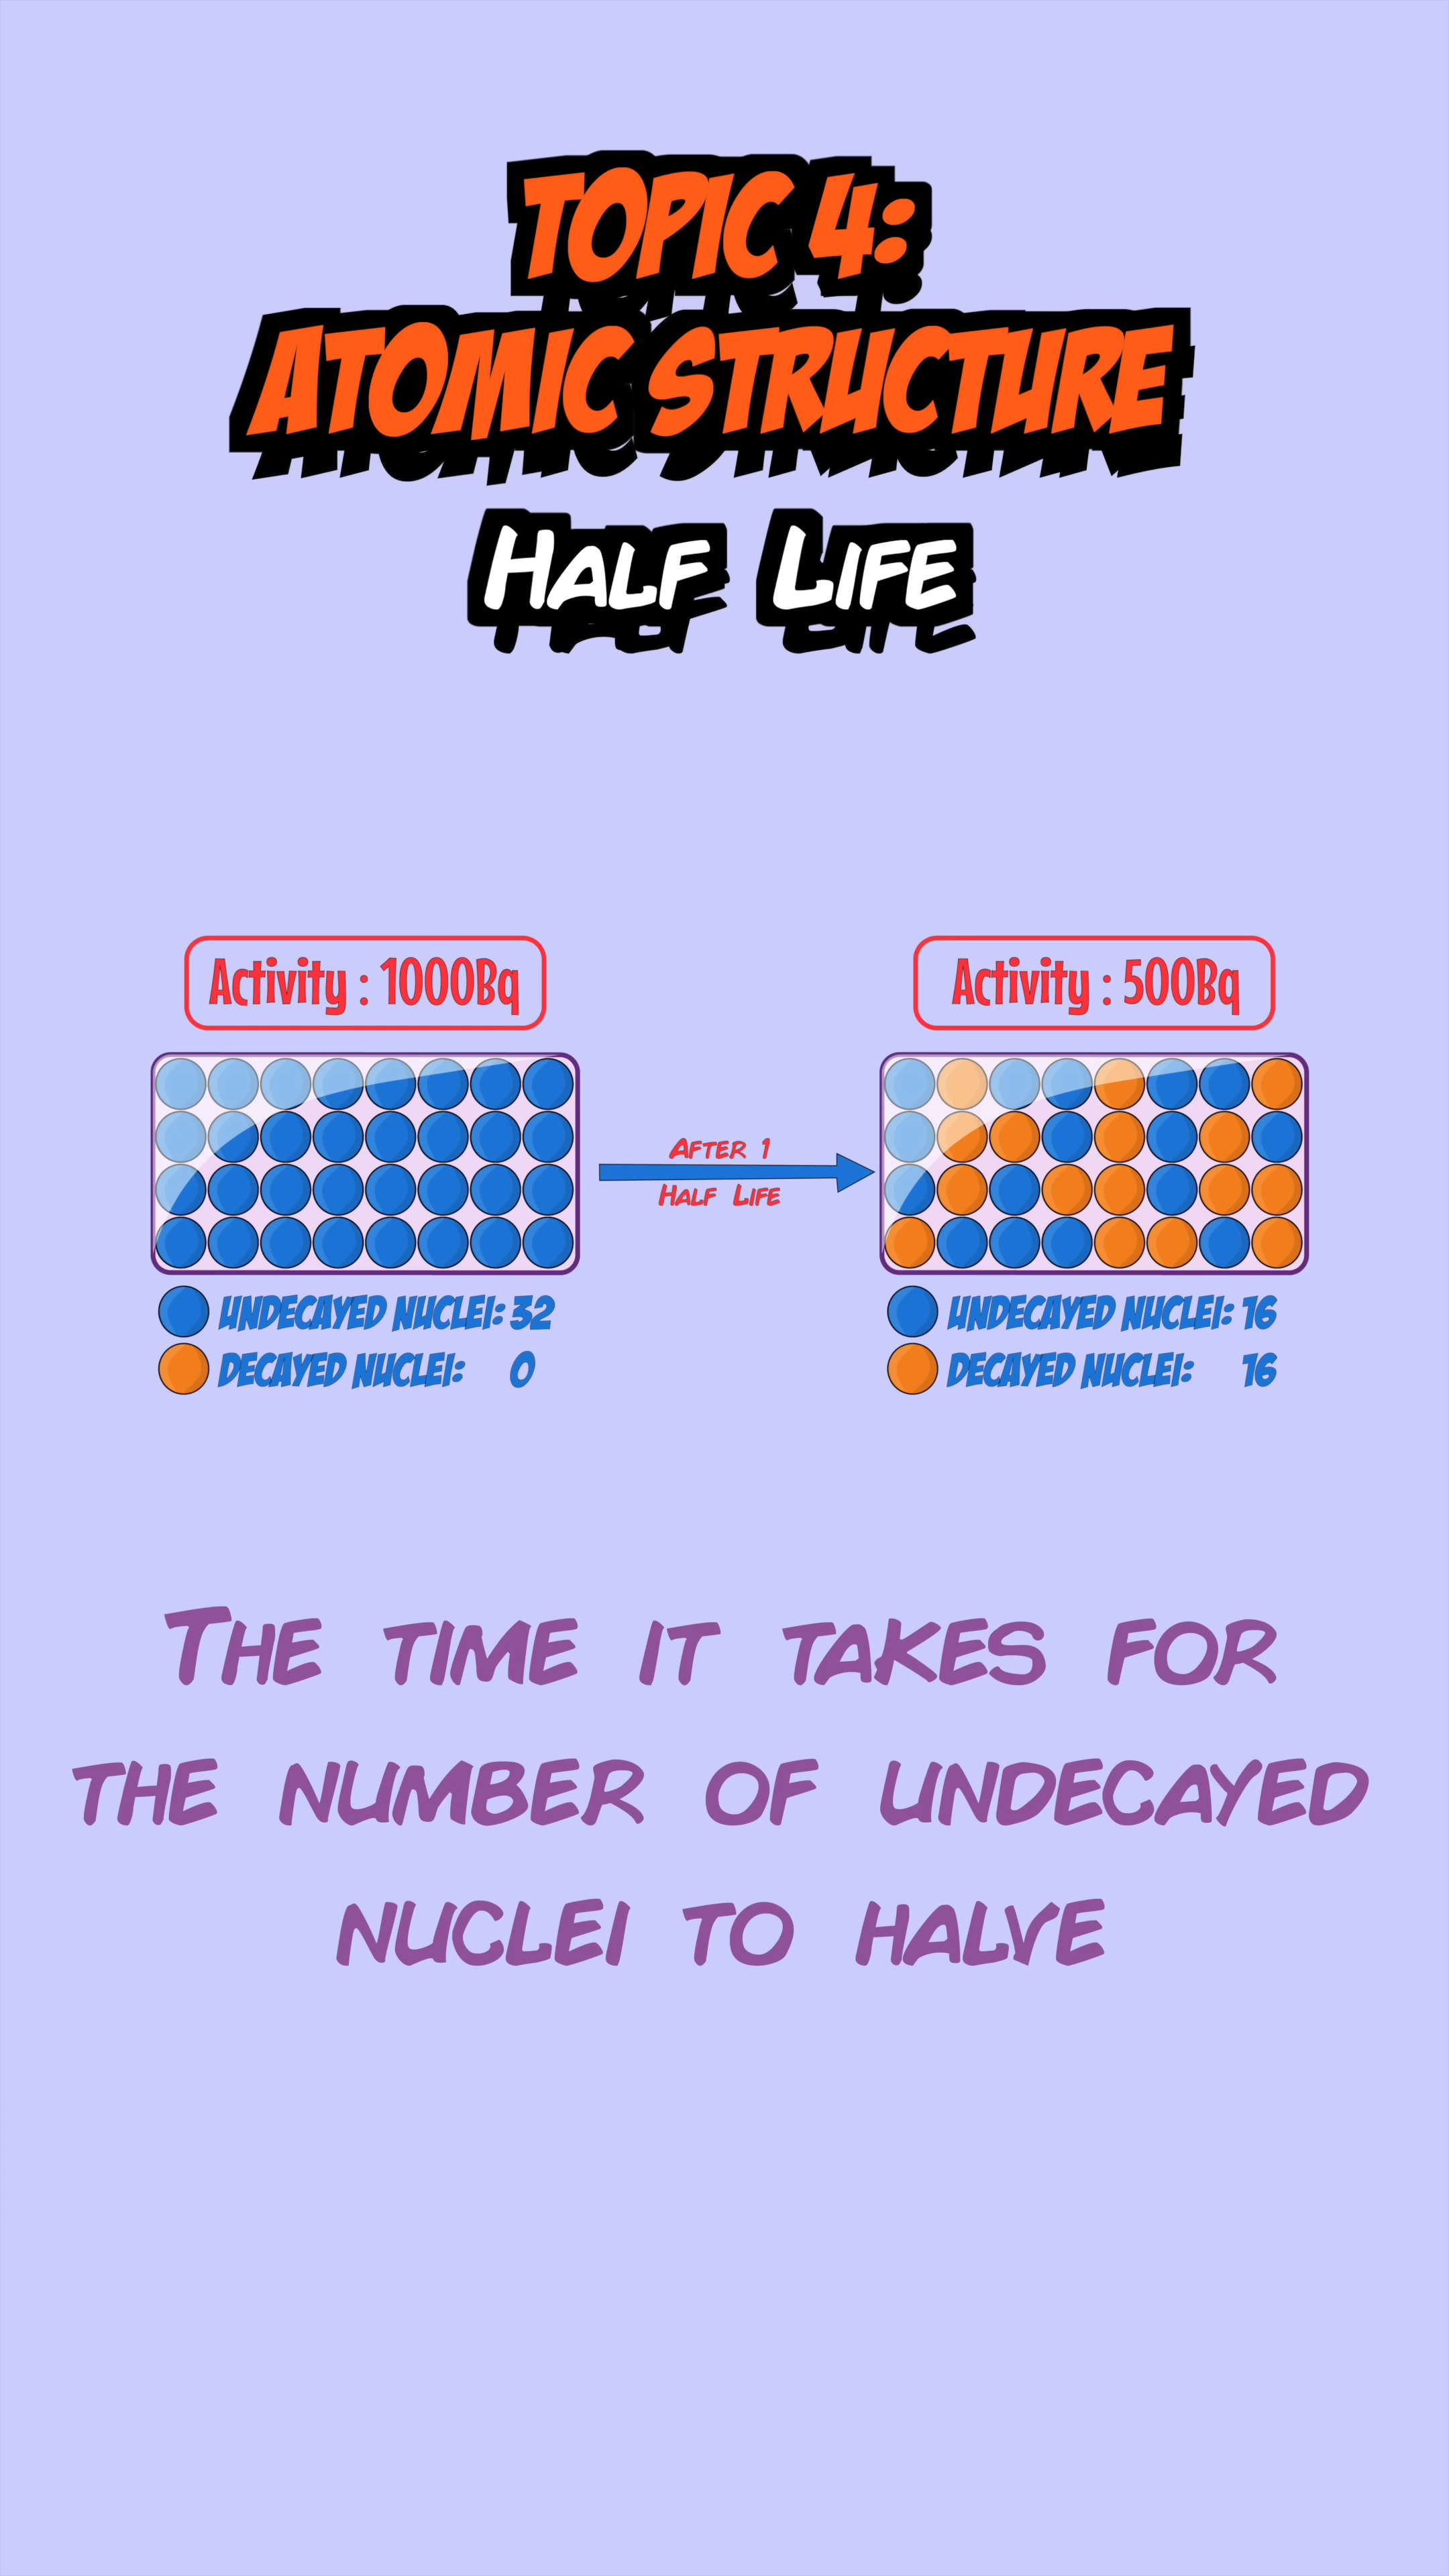 TOPIC 4:
ATOMIC STRUCTURE
HALF LIFE
Activity : 1000Bq
Activity : 500Bq
AFTER 1
HALF LIFE
UNDECAYED NUCLEI: 32
DECAYED NUCLEI: 0
UNDECAYED NUCLEI: 16
DECAYED NUCLEI: 16
THE TIME IT TAKES FOR
THE NUMBER OF UNDECAYED
NUCLEI TO HALVE